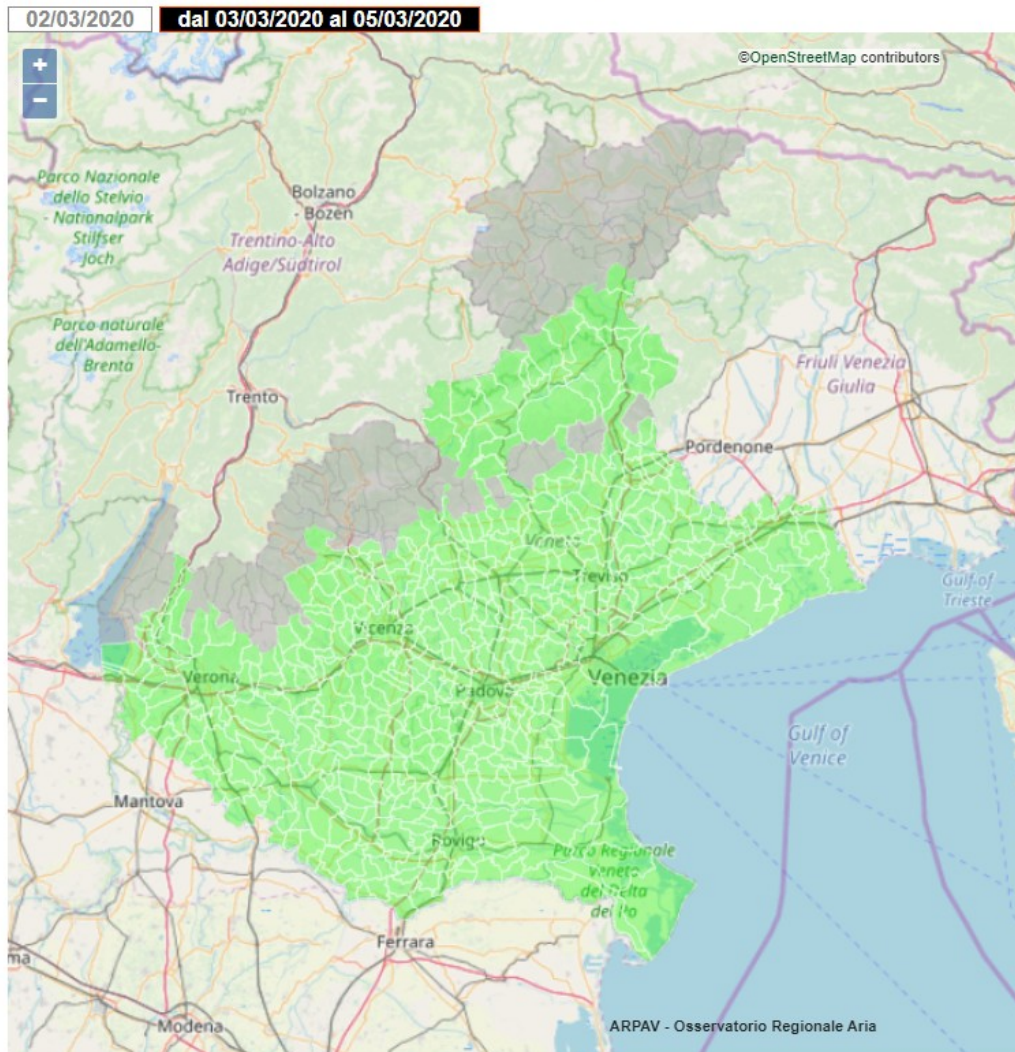 02/03/2020
dal 03/03/2020 al 05/03/2020
+
©OpenStreetMap contributors
−
Parco Nazionale
dello Stelvio
- Nationalpark
Stilfser
Joch
Bolzano
- Bozen
Trentino-Alto
Adige/Südtirol
Parco naturale
dell'Adamello-
Brenta
Friuli Venezia
Giulia
Trento
Pordenone
Veneto
Treviso
Gulf of
Trieste
Vicenza
Verona
Padova
Venezia
Gulf of
Venice
Mantova
Rovigo
Parco Regionale
Veneto
del Delta
del Po
Ferrara
ma
Modena
ARPAV - Osservatorio Regionale Aria